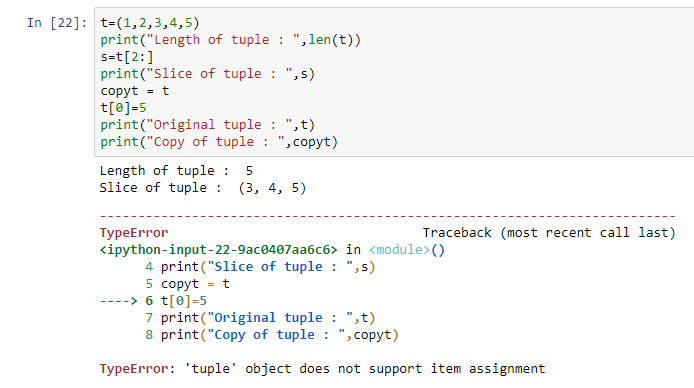 In [22]: t=(1,2,3,4,5)
print("Length of tuple : ",len(t))
s=t[2:]
print("Slice of tuple : ",s)
copyt = t
t[0]=5
print("Original tuple : ",t)
print("Copy of tuple : ",copyt)
Length of tuple :  5
Slice of tuple :  (3, 4, 5)
---------------------------------------------------------------------------
TypeError                                 Traceback (most recent call last)
<ipython-input-22-9ac0407aa6c6> in <module>()
      4 print("Slice of tuple : ",s)
      5 copyt = t
----> 6 t[0]=5
      7 print("Original tuple : ",t)
      8 print("Copy of tuple : ",copyt)
TypeError: 'tuple' object does not support item assignment